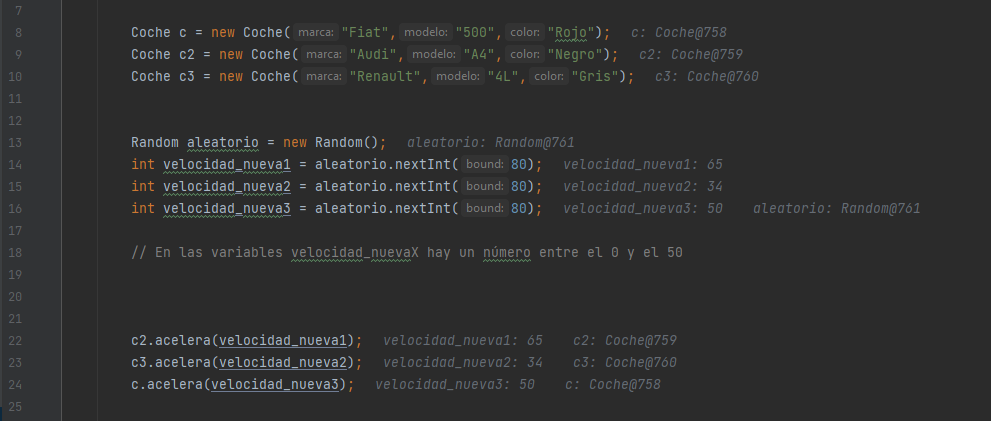 7
8 Coche c = new Coche( marca: "Fiat", modelo: "500", color: "Rojo"); c: Coche@758
9 Coche c2 = new Coche( marca: "Audi", modelo: "A4", color: "Negro"); c2: Coche@759
10 Coche c3 = new Coche( marca: "Renault", modelo: "4L", color: "Gris"); c3: Coche@760
11
12
13 Random aleatorio = new Random(); aleatorio: Random@761
14 int velocidad_nueva1 = aleatorio.nextInt( bound: 80); velocidad_nueva1: 65
15 int velocidad_nueva2 = aleatorio.nextInt( bound: 80); velocidad_nueva2: 34
16 int velocidad_nueva3 = aleatorio.nextInt( bound: 80); velocidad_nueva3: 50 aleatorio: Random@761
17
18 // En las variables velocidad_nuevaX hay un número entre el 0 y el 50
19
20
21
22 c2.acelera(velocidad_nueva1); velocidad_nueva1: 65 c2: Coche@759
23 c3.acelera(velocidad_nueva2); velocidad_nueva2: 34 c3: Coche@760
24 c.acelera(velocidad_nueva3); velocidad_nueva3: 50 c: Coche@758
25